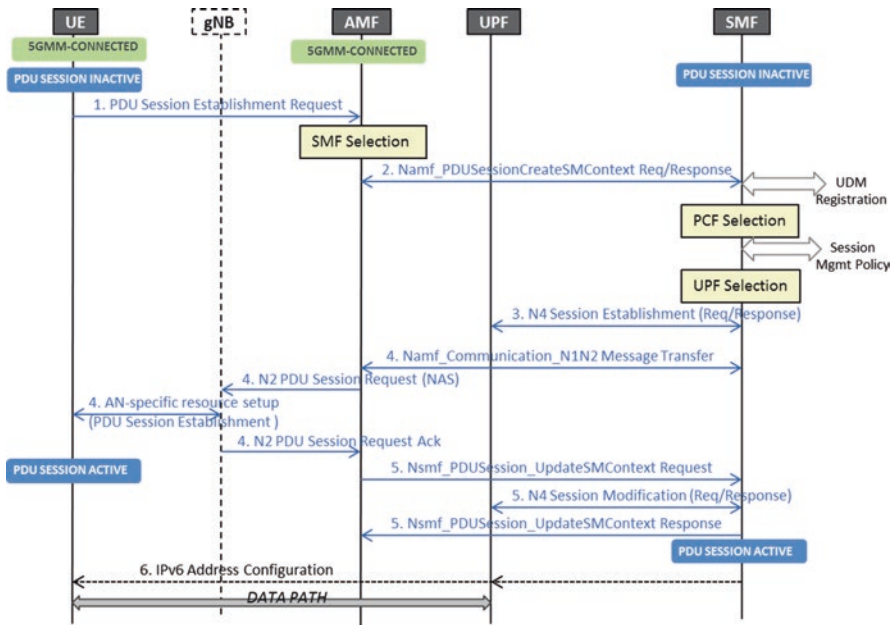 UE
gNB
AMF
UPF
SMF
5GMM-CONNECTED
5GMM-CONNECTED
PDU SESSION INACTIVE
PDU SESSION INACTIVE
1. PDU Session Establishment Request
SMF Selection
2. Namf_PDUSessionCreateSMContext Req/Response
UDM
Registration
PCF Selection
Session
Mgmt Policy
UPF Selection
3. N4 Session Establishment (Req/Response)
4. Namf_Communication_N1N2 Message Transfer
4. N2 PDU Session Request (NAS)
4. AN-specific resource setup
(PDU Session Establishment )
4. N2 PDU Session Request Ack
PDU SESSION ACTIVE
5. Nsmf_PDUSession_UpdateSMContext Request
5. N4 Session Modification (Req/Response)
5. Nsmf_PDUSession_UpdateSMContext Response
PDU SESSION ACTIVE
6. IPv6 Address Configuration
DATA PATH